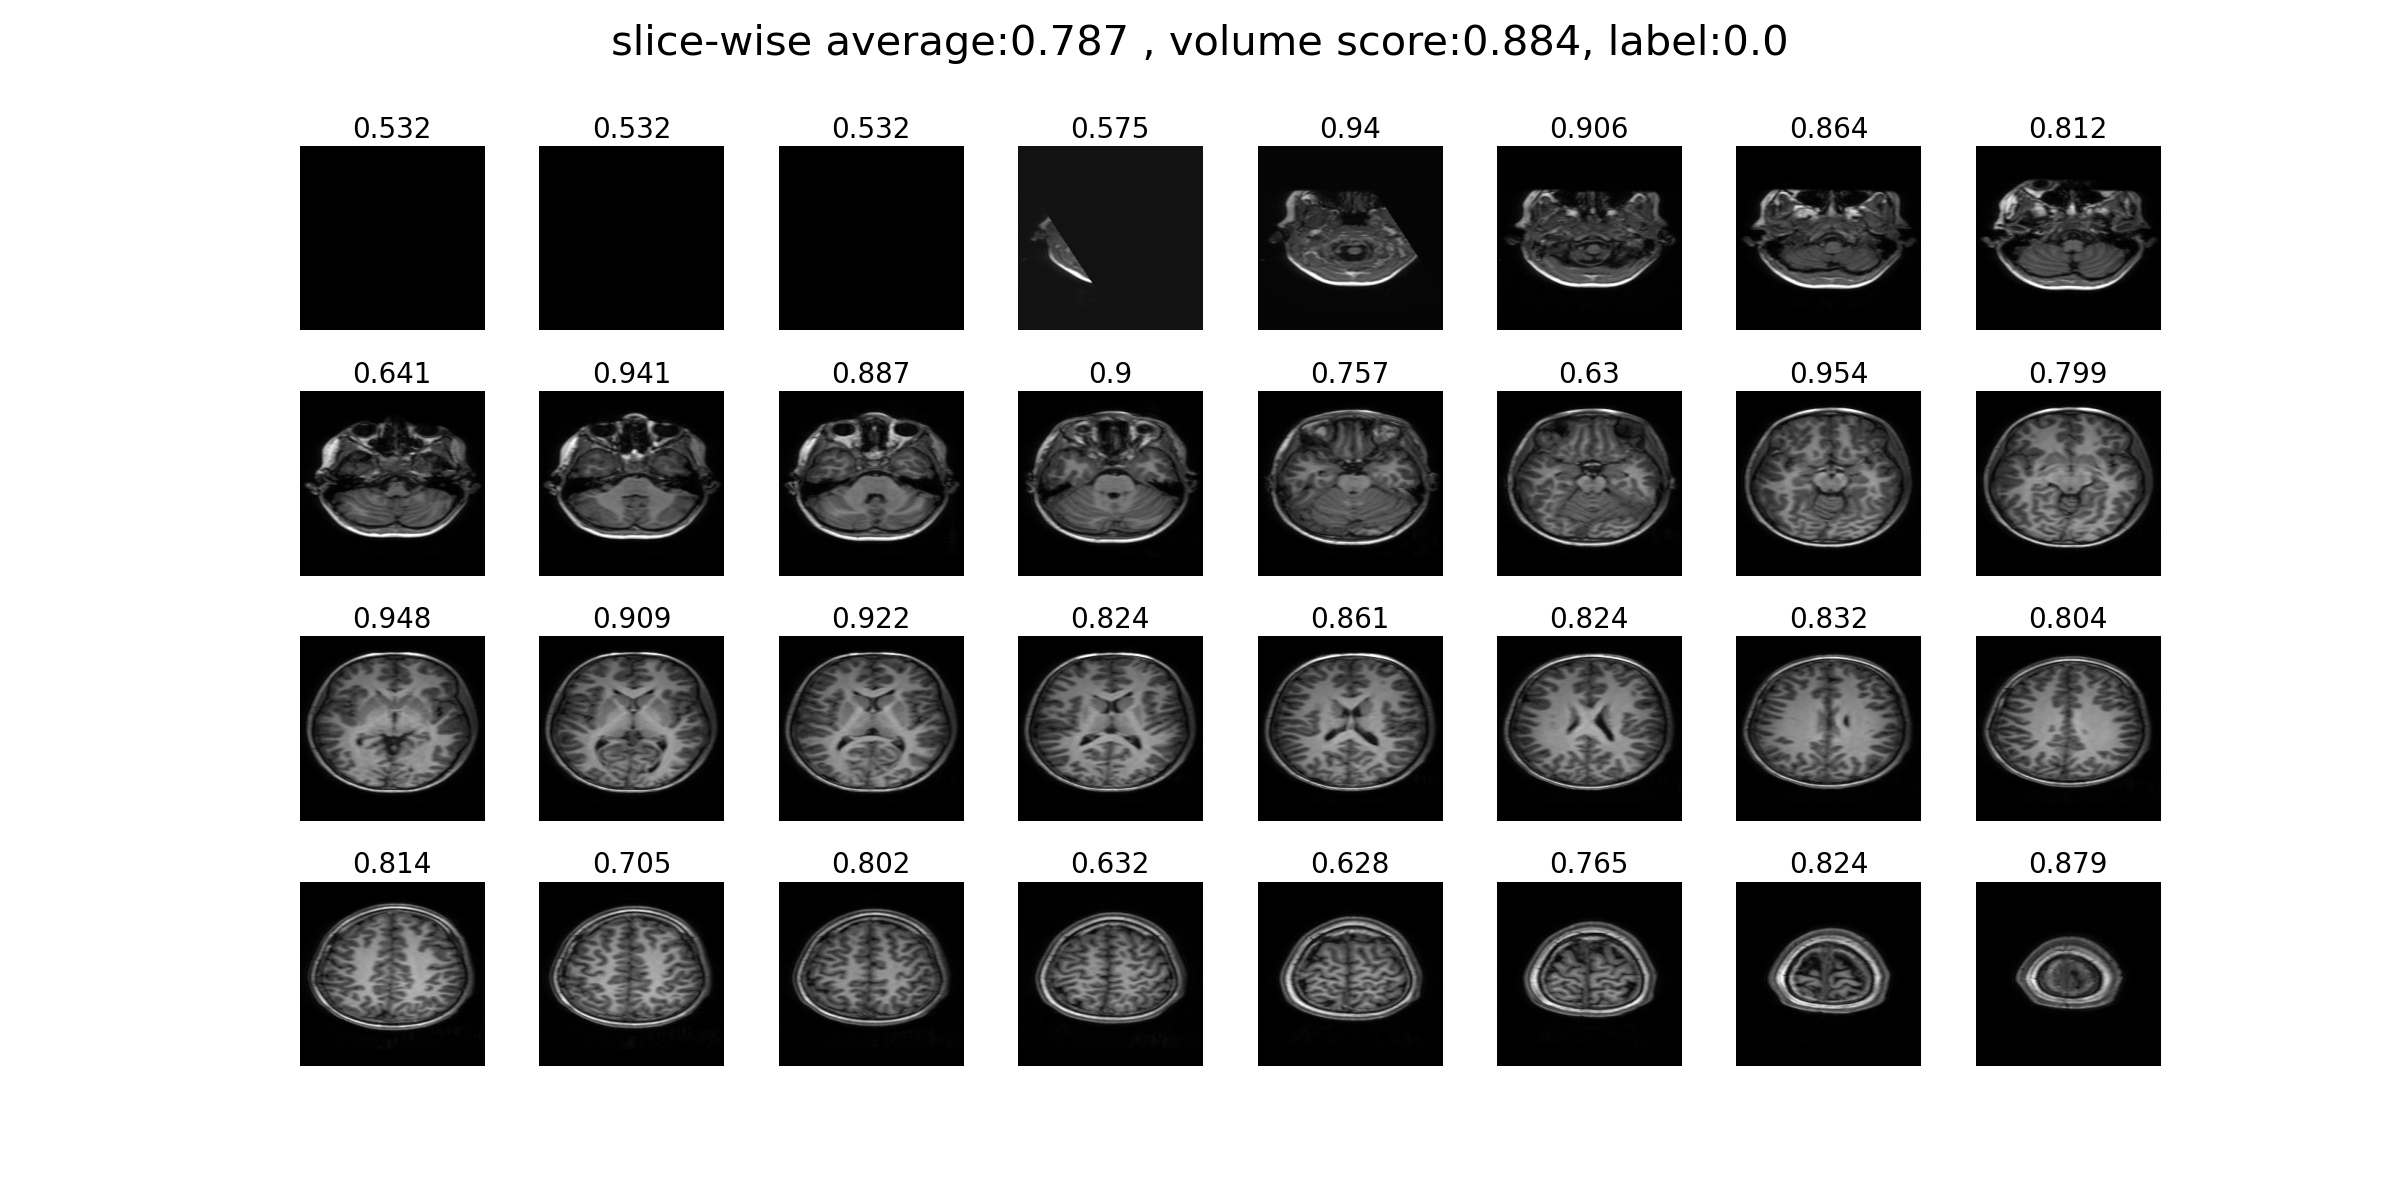 slice-wise average:0.787 , volume score:0.884, label:0.0
0.532 0.532 0.532 0.575 0.94 0.906 0.864 0.812
0.641 0.941 0.887 0.9 0.757 0.63 0.954 0.799
0.948 0.909 0.922 0.824 0.861 0.824 0.832 0.804
0.814 0.705 0.802 0.632 0.628 0.765 0.824 0.879